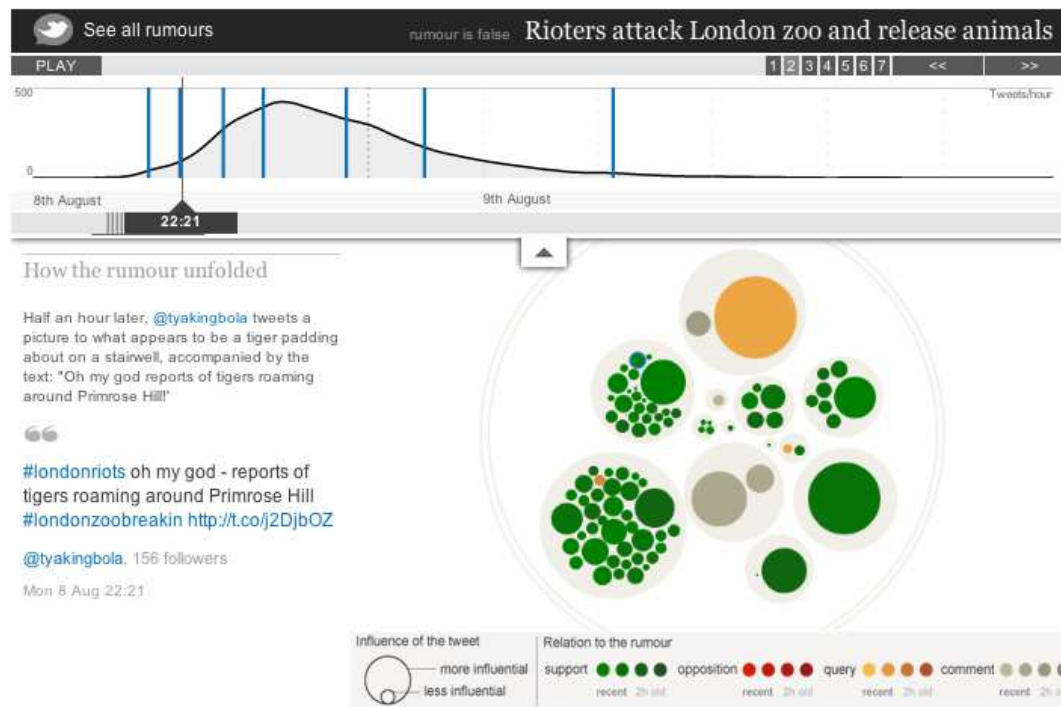 See all rumours
rumour is false Rioters attack London zoo and release animals
PLAY 1 2 3 4 5 6 7 << >>
500 Tweets/hour
0
8th August 9th August
22:21
How the rumour unfolded
Half an hour later, @tyakingbola tweets a
picture to what appears to be a tiger padding
about on a stairwell, accompanied by the
text: "Oh my god reports of tigers roaming
around Primrose Hill!'
#londonriots oh my god - reports of
tigers roaming around Primrose Hill
#londonzoobreakin http://t.co/j2DjbOZ
@tyakingbola, 156 followers
Mon 8 Aug 22:21
Influence of the tweet
more influential
less influential
Relation to the rumour
support opposition query comment
recent 2h old recent 2h old recent 2h old recent 2h